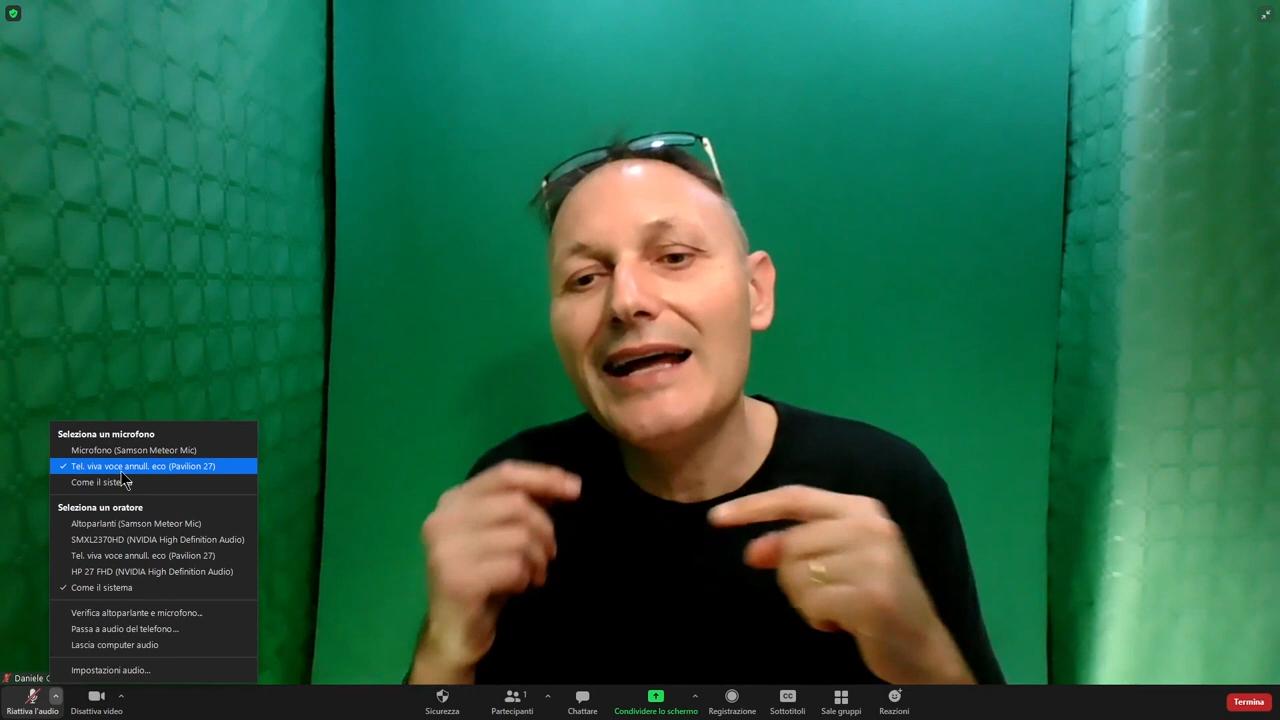 Seleziona un microfono
Microfono (Samson Meteor Mic)
Tel. viva voce annull. eco (Pavilion 27)
Come il
Seleziona un oratore
Altoparlanti (Samson Meteor Mic)
SMXL2370HD (NVIDIA High Definition Audio)
Tel. viva voce annull. eco (Pavilion 27)
HP 27 FHD (NVIDIA High Definition Audio)
Come il sistema
Verifica altoparlante e microfono...
Passa a audio del telefono...
Lascia computer audio
Impostazioni audio...
Daniele
Riattiva l'audio
Disattiva video
Sicurezza
Partecipanti 1
Chattare
Condividere lo schermo
Registrazione
CC
Sottotitoli
Sale gruppi
Reazioni
Termina